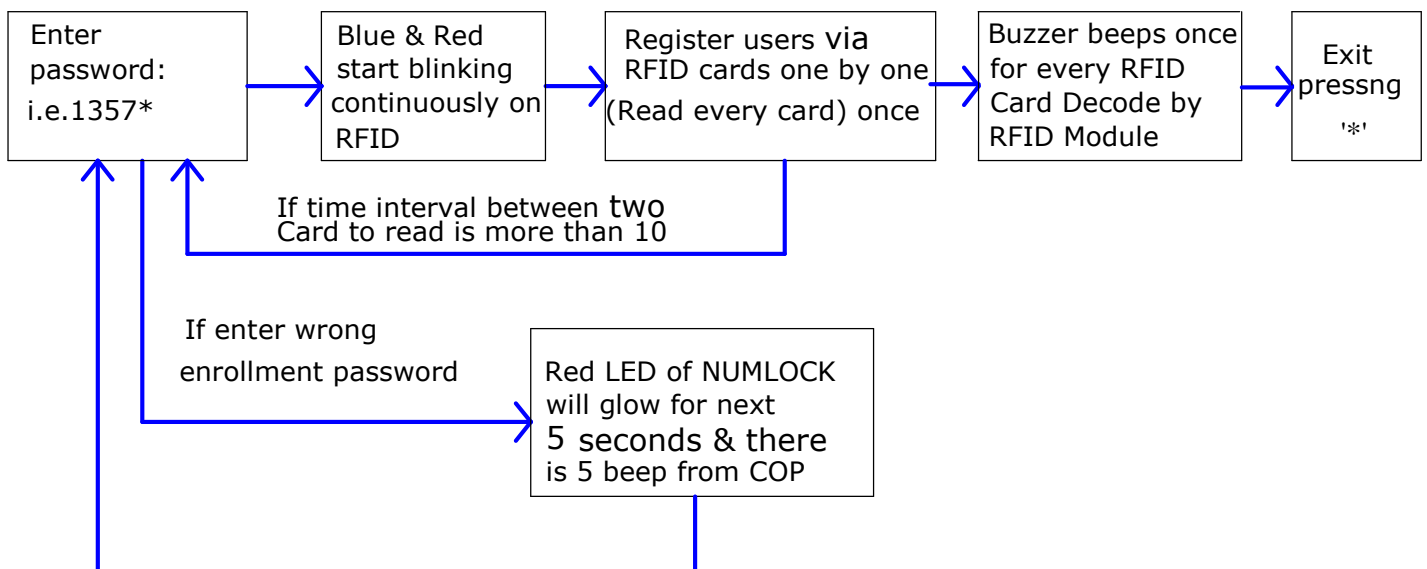 Enter
password:
i.e.1357*
Blue & Red
start blinking
continuously on
RFID
Register users via
RFID cards one by one
(Read every card) once
Buzzer beeps once
for every RFID
Card Decode by
RFID Module
Exit
pressng
'*'
If time interval between two
Card to read is more than 10
If enter wrong
enrollment password
Red LED of NUMLOCK
will glow for next
5 seconds & there
is 5 beep from COP